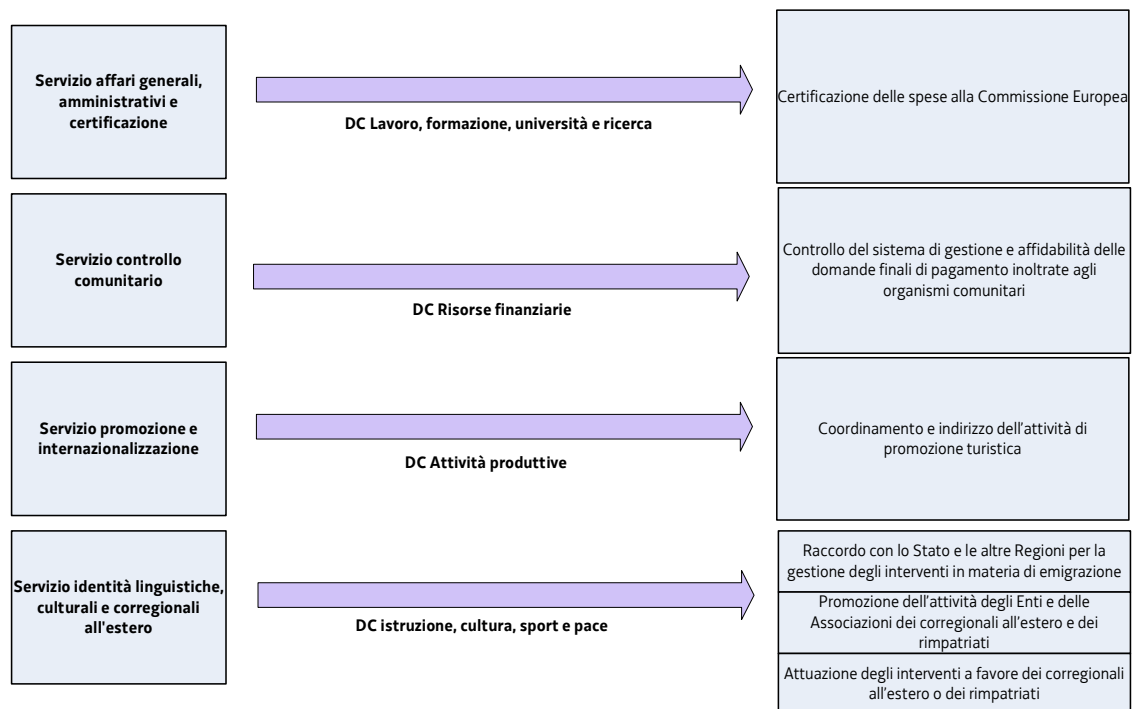 Servizio affari generali,
amministrativi e
certificazione
DC Lavoro, formazione, università e ricerca
Certificazione delle spese alla Commissione Europea
Servizio controllo
comunitario
DC Risorse finanziarie
Controllo del sistema di gestione e affidabilità delle
domande finali di pagamento inoltrate agli
organismi comunitari
Servizio promozione e
internazionalizzazione
DC Attività produttive
Coordinamento e indirizzo dell'attività di
promozione turistica
Servizio identità linguistiche,
culturali e corregionali
all'estero
DC istruzione, cultura, sport e pace
Raccordo con lo Stato e le altre Regioni per la
gestione degli interventi in materia di emigrazione
Promozione dell'attività degli Enti e delle
Associazioni dei corregionali all'estero e dei
rimpatriati
Attuazione degli interventi a favore dei corregionali
all'estero o dei rimpatriati